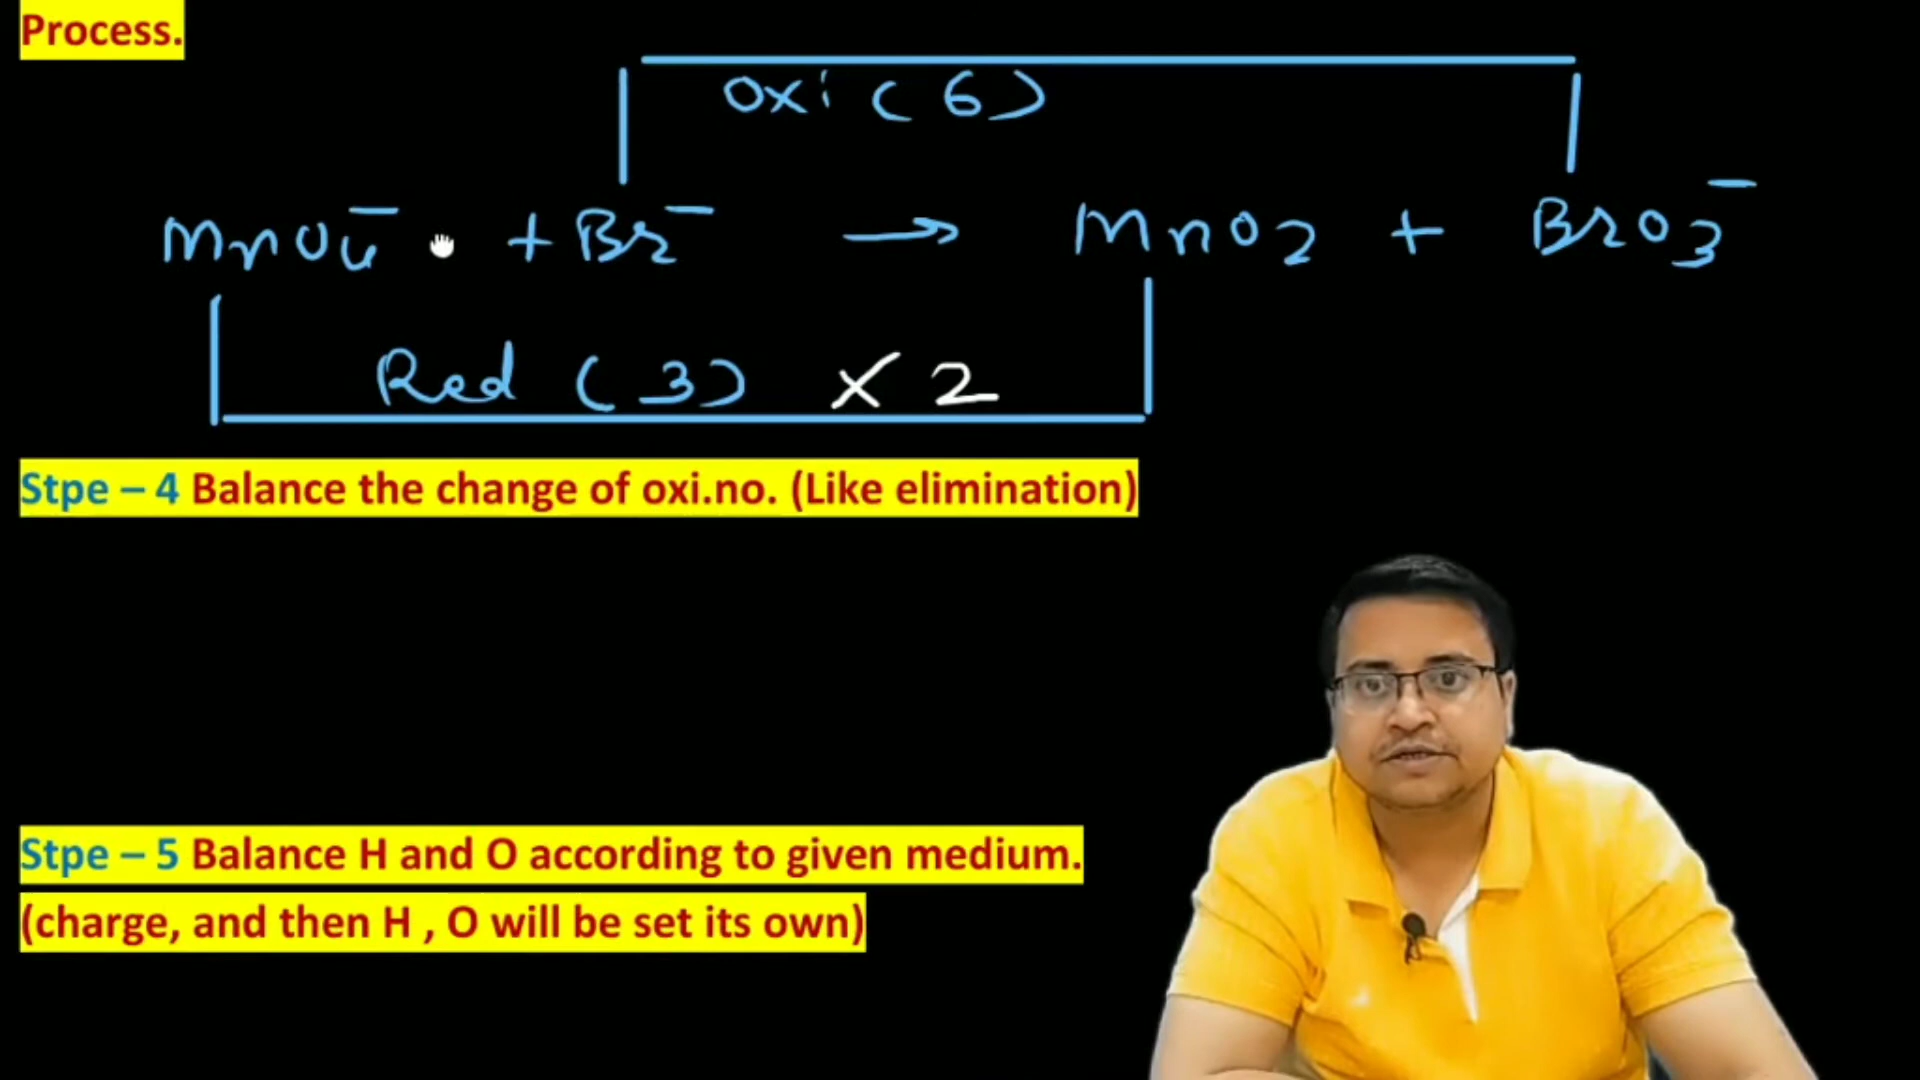 Process.
oxi ( 6 )
MnO4⁻ + Br⁻ → MnO2 + BrO3⁻
Red ( 3 ) × 2
Stpe – 4 Balance the change of oxi.no. (Like elimination)
Stpe – 5 Balance H and O according to given medium.
(charge, and then H , O will be set its own)